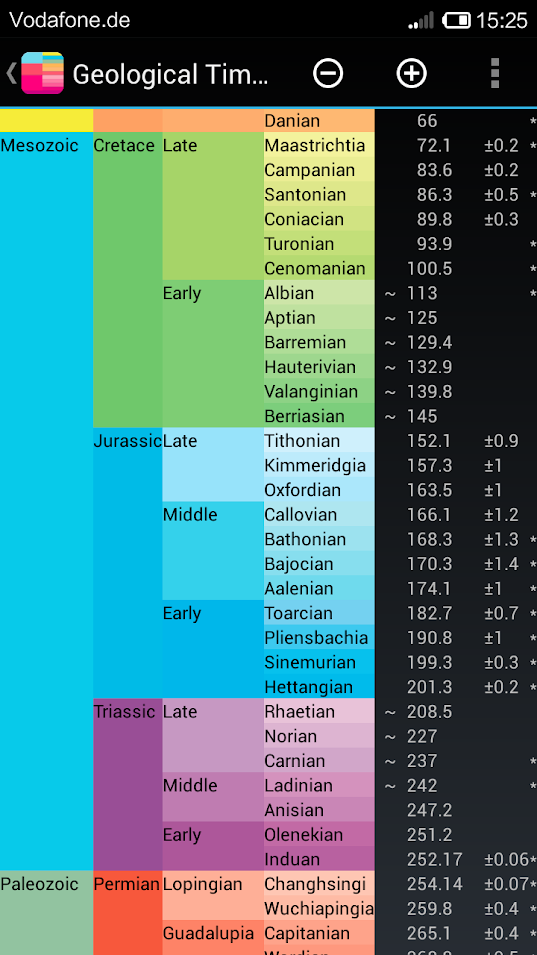 Vodafone.de 15:25
Geological Tim...
Danian 66 *
Mesozoic Cretace Late Maastrichtia 72.1 ±0.2 *
Campanian 83.6 ±0.2
Santonian 86.3 ±0.5 *
Coniacian 89.8 ±0.3
Turonian 93.9 *
Cenomanian 100.5 *
Early Albian ~ 113 *
Aptian ~ 125
Barremian ~ 129.4
Hauterivian ~ 132.9
Valanginian ~ 139.8
Berriasian ~ 145
Jurassic Late Tithonian 152.1 ±0.9
Kimmeridgia 157.3 ±1
Oxfordian 163.5 ±1
Middle Callovian 166.1 ±1.2
Bathonian 168.3 ±1.3 *
Bajocian 170.3 ±1.4 *
Aalenian 174.1 ±1 *
Early Toarcian 182.7 ±0.7 *
Pliensbachia 190.8 ±1 *
Sinemurian 199.3 ±0.3 *
Hettangian 201.3 ±0.2 *
Triassic Late Rhaetian ~ 208.5
Norian ~ 227
Carnian ~ 237 *
Middle Ladinian ~ 242 *
Anisian 247.2
Early Olenekian 251.2
Induan 252.17 ±0.06*
Paleozoic Permian Lopingian Changhsingi 254.14 ±0.07*
Wuchiapingia 259.8 ±0.4 *
Guadalupia Capitanian 265.1 ±0.4 *